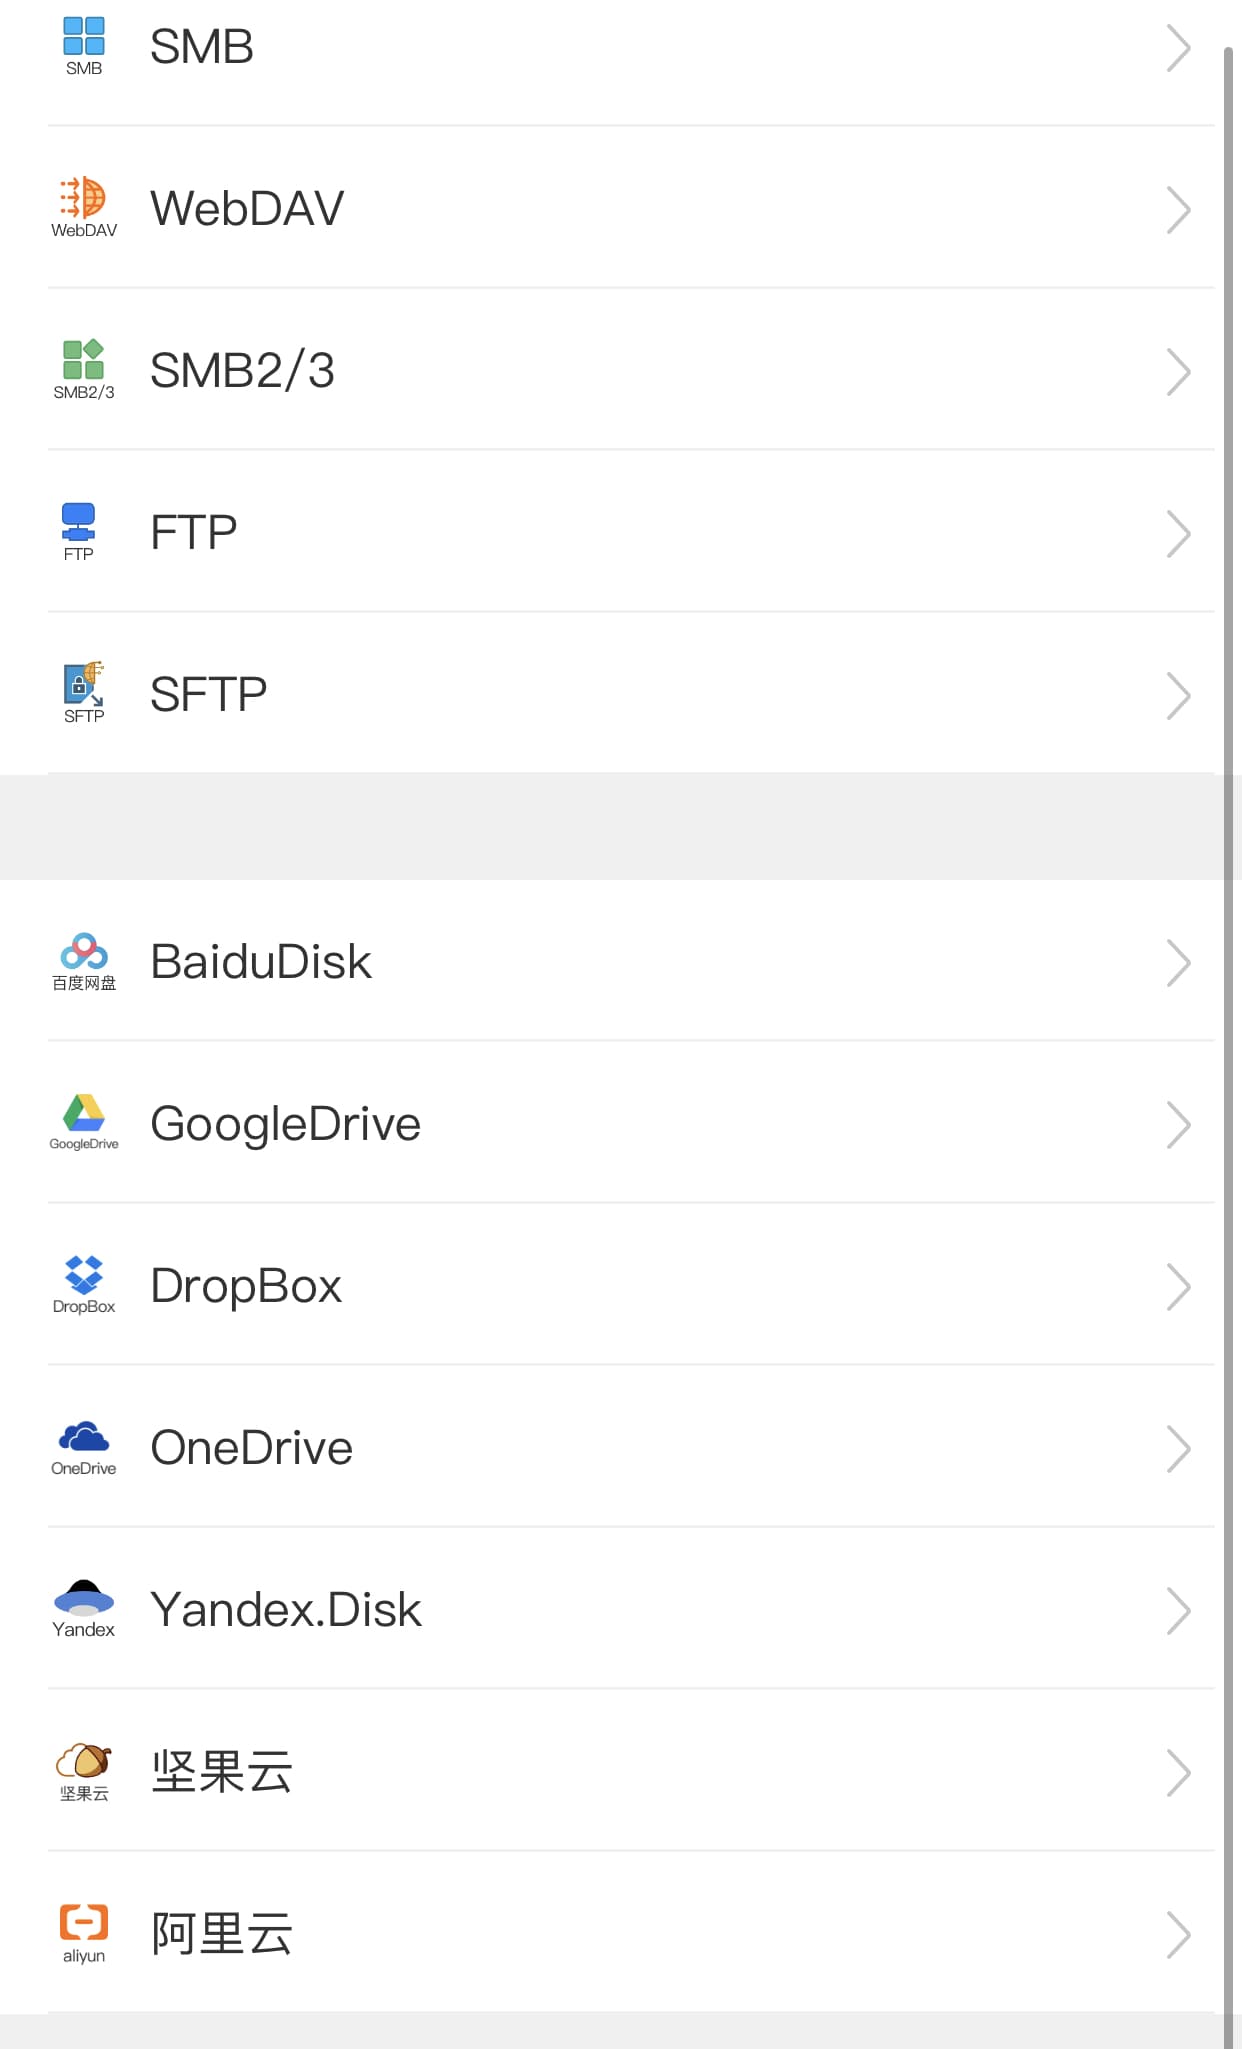 SMB
SMB
WebDAV
WebDAV
SMB2/3
SMB2/3
FTP
FTP
SFTP
SFTP
百度网盘
BaiduDisk
GoogleDrive
GoogleDrive
DropBox
DropBox
OneDrive
OneDrive
Yandex
Yandex.Disk
坚果云
坚果云
aliyun
阿里云